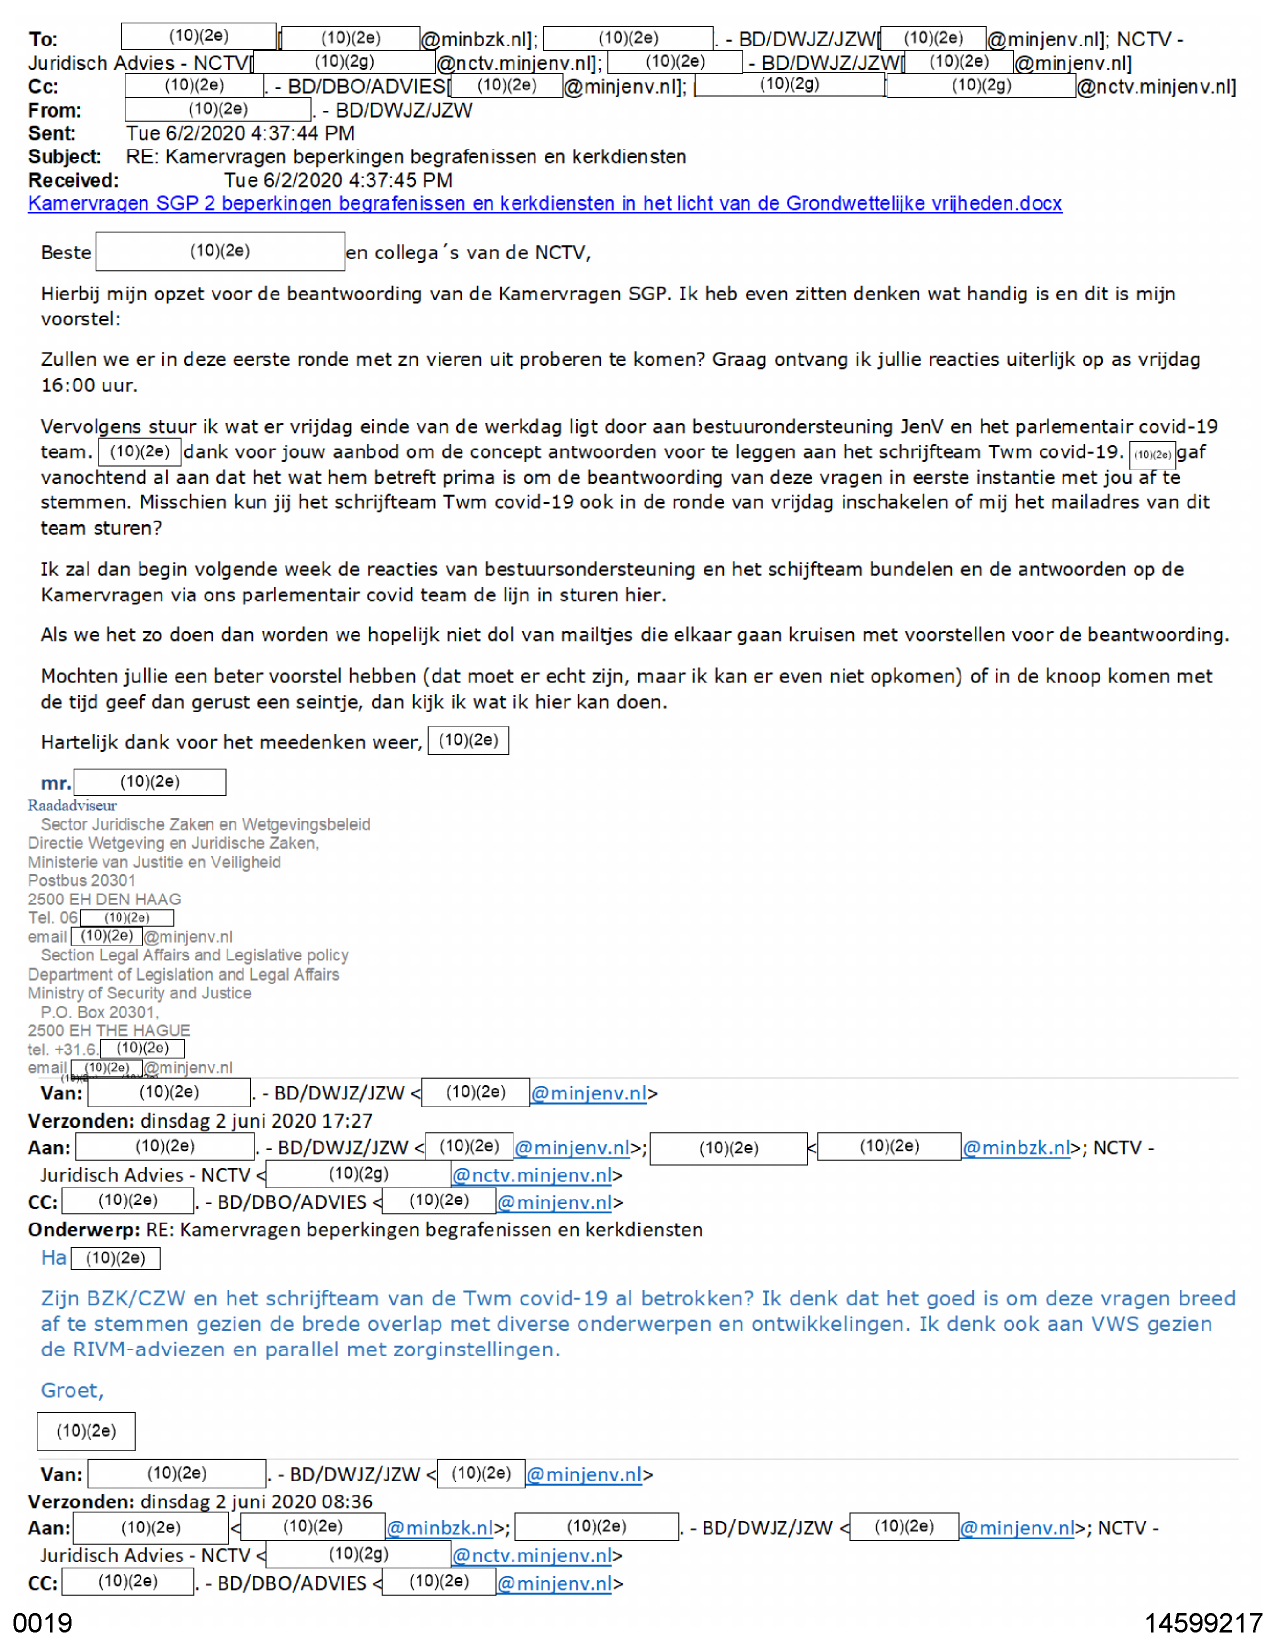 To: (10)(2e) [ (10)(2e) @minbzk.nl]; (10)(2e) . - BD/DWJZ/JZW[ (10)(2e) @minjenv.nl]; NCTV -
Juridisch Advies - NCTV[ (10)(2g) @nctv.minjenv.nl]; (10)(2e) - BD/DWJZ/JZW[ (10)(2e) @minjenv.nl]
Cc: (10)(2e) . - BD/DBO/ADVIES[ (10)(2e) @minjenv.nl]; (10)(2g) (10)(2g) @nctv.minjenv.nl]
From: (10)(2e) . - BD/DWJZ/JZW
Sent: Tue 6/2/2020 4:37:44 PM
Subject: RE: Kamervragen beperkingen begrafenissen en kerkdiensten
Received: Tue 6/2/2020 4:37:45 PM
Kamervragen SGP 2 beperkingen begrafenissen en kerkdiensten in het licht van de Grondwettelijke vrijheden.docx
Beste (10)(2e) en collega´s van de NCTV,
Hierbij mijn opzet voor de beantwoording van de Kamervragen SGP. Ik heb even zitten denken wat handig is en dit is mijn
voorstel:
Zullen we er in deze eerste ronde met zn vieren uit proberen te komen? Graag ontvang ik jullie reacties uiterlijk op as vrijdag
16:00 uur.
Vervolgens stuur ik wat er vrijdag einde van de werkdag ligt door aan bestuurondersteuning JenV en het parlementair covid-19
team. (10)(2e) dank voor jouw aanbod om de concept antwoorden voor te leggen aan het schrijfteam Twm covid-19. (10)(2e) gaf
vanochtend al aan dat het wat hem betreft prima is om de beantwoording van deze vragen in eerste instantie met jou af te
stemmen. Misschien kun jij het schrijfteam Twm covid-19 ook in de ronde van vrijdag inschakelen of mij het mailadres van dit
team sturen?
Ik zal dan begin volgende week de reacties van bestuursondersteuning en het schijfteam bundelen en de antwoorden op de
Kamervragen via ons parlementair covid team de lijn in sturen hier.
Als we het zo doen dan worden we hopelijk niet dol van mailtjes die elkaar gaan kruisen met voorstellen voor de beantwoording.
Mochten jullie een beter voorstel hebben (dat moet er echt zijn, maar ik kan er even niet opkomen) of in de knoop komen met
de tijd geef dan gerust een seintje, dan kijk ik wat ik hier kan doen.
Hartelijk dank voor het meedenken weer, (10)(2e)
mr. (10)(2e)
Raadadviseur
Sector Juridische Zaken en Wetgevingsbeleid
Directie Wetgeving en Juridische Zaken,
Ministerie van Justitie en Veiligheid
Postbus 20301
2500 EH DEN HAAG
Tel. 06 (10)(2e)
email (10)(2e) @minjenv.nl
Section Legal Affairs and Legislative policy
Department of Legislation and Legal Affairs
Ministry of Security and Justice
P.O. Box 20301,
2500 EH THE HAGUE
tel. +31.6. (10)(2e)
email (10)(2e) @minjenv.nl
Van: (10)(2e) . - BD/DWJZ/JZW < (10)(2e) @minjenv.nl>
Verzonden: dinsdag 2 juni 2020 17:27
Aan: (10)(2e) . - BD/DWJZ/JZW < (10)(2e) @minjenv.nl>; (10)(2e) < (10)(2e) @minbzk.nl>; NCTV -
Juridisch Advies - NCTV < (10)(2g) @nctv.minjenv.nl>
CC: (10)(2e) . - BD/DBO/ADVIES < (10)(2e) @minjenv.nl>
Onderwerp: RE: Kamervragen beperkingen begrafenissen en kerkdiensten
Ha (10)(2e)
Zijn BZK/CZW en het schrijfteam van de Twm covid-19 al betrokken? Ik denk dat het goed is om deze vragen breed
af te stemmen gezien de brede overlap met diverse onderwerpen en ontwikkelingen. Ik denk ook aan VWS gezien
de RIVM-adviezen en parallel met zorginstellingen.
Groet,
(10)(2e)
Van: (10)(2e) . - BD/DWJZ/JZW < (10)(2e) @minjenv.nl>
Verzonden: dinsdag 2 juni 2020 08:36
Aan: (10)(2e) < (10)(2e) @minbzk.nl>; (10)(2e) . - BD/DWJZ/JZW < (10)(2e) @minjenv.nl>; NCTV -
Juridisch Advies - NCTV < (10)(2g) @nctv.minjenv.nl>
CC: (10)(2e) . - BD/DBO/ADVIES < (10)(2e) @minjenv.nl>
0019 14599217